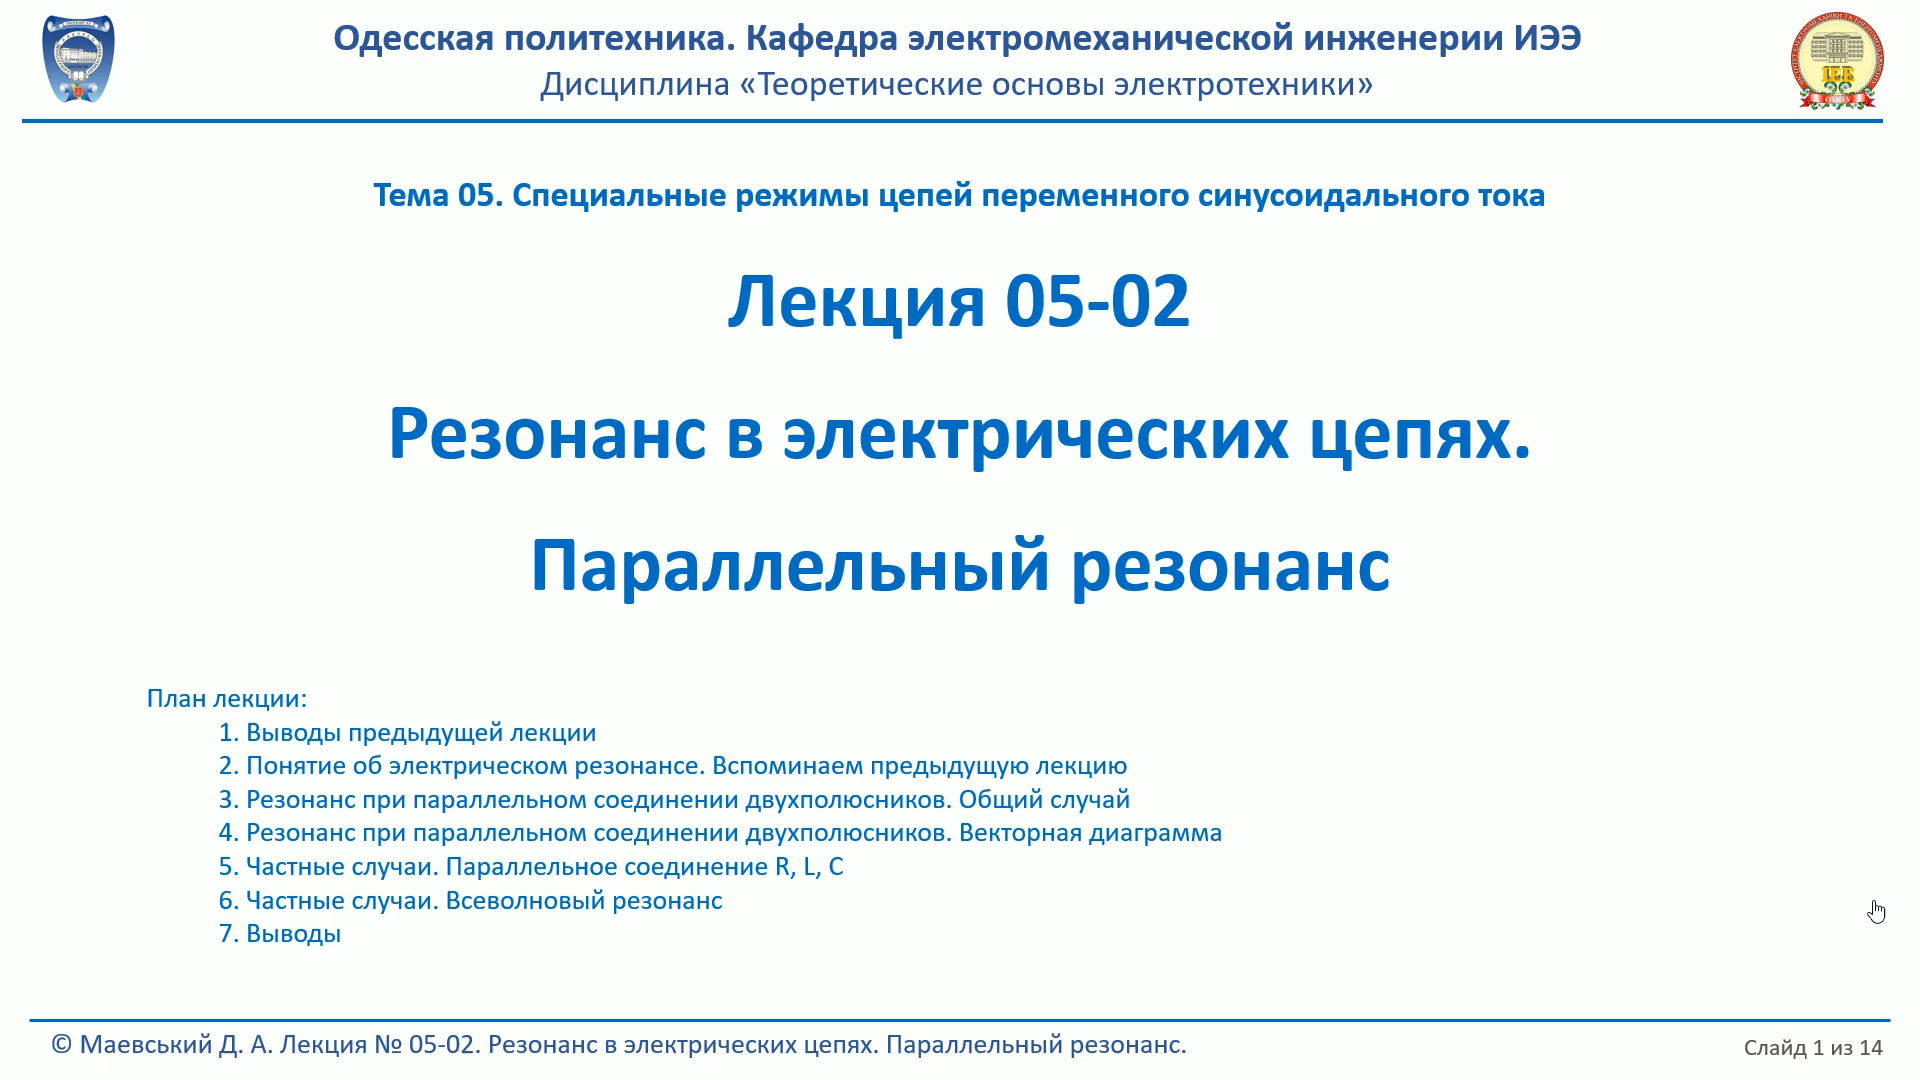 Одесская политехника. Кафедра электромеханической инженерии ИЭЭ
Дисциплина «Теоретические основы электротехники»
Тема 05. Специальные режимы цепей переменного синусоидального тока
Лекция 05-02
Резонанс в электрических цепях.
Параллельный резонанс
План лекции:
1. Выводы предыдущей лекции
2. Понятие об электрическом резонансе. Вспоминаем предыдущую лекцию
3. Резонанс при параллельном соединении двухполюсников. Общий случай
4. Резонанс при параллельном соединении двухполюсников. Векторная диаграмма
5. Частные случаи. Параллельное соединение R, L, C
6. Частные случаи. Всеволновый резонанс
7. Выводы
© Маевський Д. А. Лекция № 05-02. Резонанс в электрических цепях. Параллельный резонанс.
Слайд 1 из 14